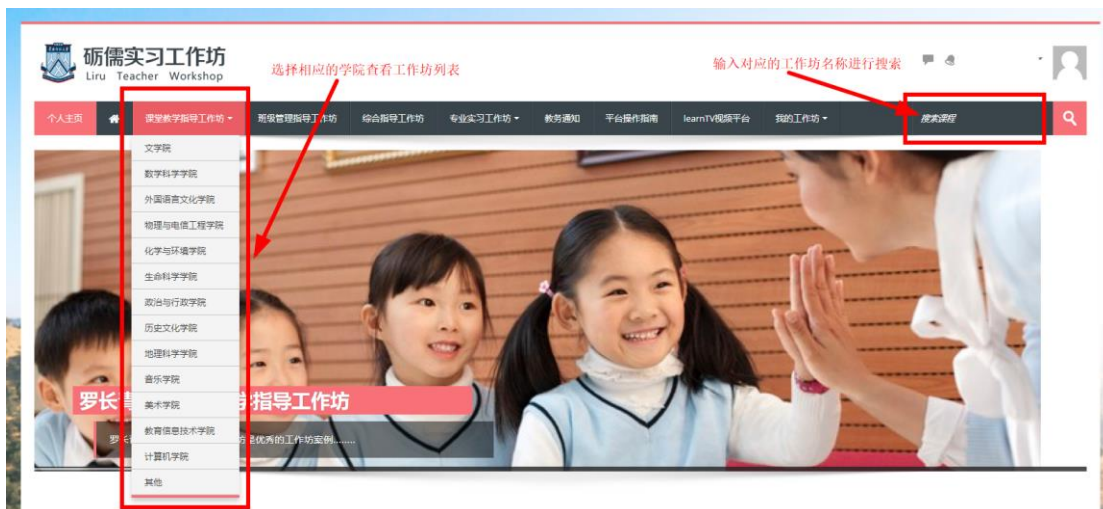 砺儒实习工作坊
Liru Teacher Workshop
选择相应的学院查看工作坊列表
输入对应的工作坊名称进行搜索
个人主页 课堂教学指导工作坊 班级管理指导工作坊 综合指导工作坊 专业实习工作坊 教务通知 平台操作指南 learnTV视频平台 我的工作坊 搜索课程
文学院
数学科学学院
外国语言文化学院
物理与电信工程学院
化学与环境学院
生命科学学院
政治与行政学院
历史文化学院
地理科学学院
音乐学院
美术学院
教育信息技术学院
计算机学院
其他
罗长 指导工作坊
罗长 是优秀的工作坊案例........